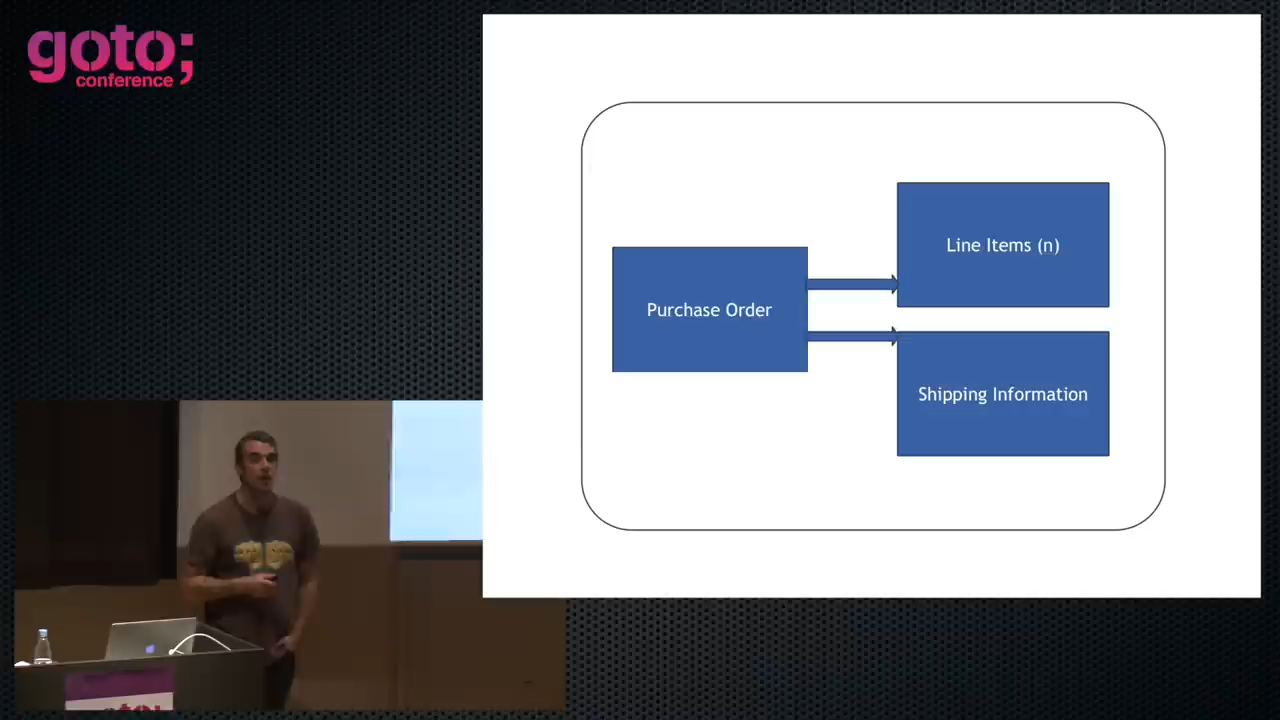 goto;
conference
Purchase Order
Line Items (n)
Shipping Information